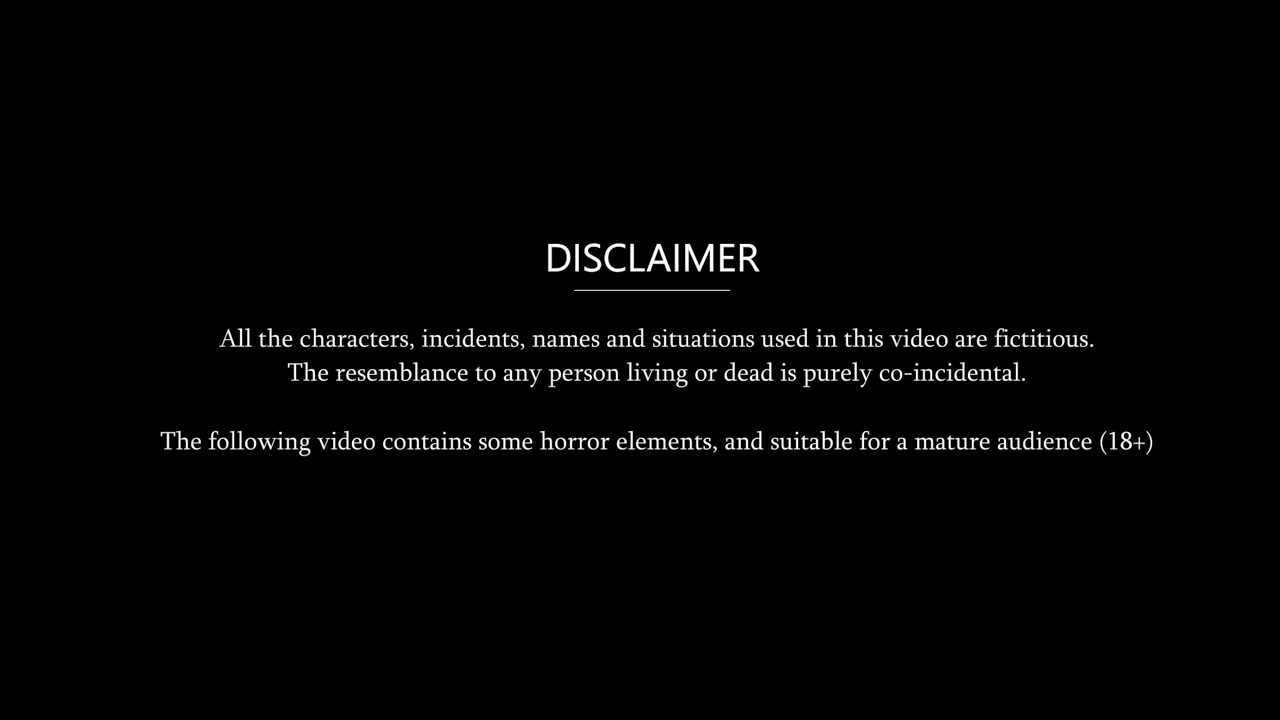 DISCLAIMER
All the characters, incidents, names and situations used in this video are fictitious.
The resemblance to any person living or dead is purely co-incidental.
The following video contains some horror elements, and suitable for a mature audience (18+)